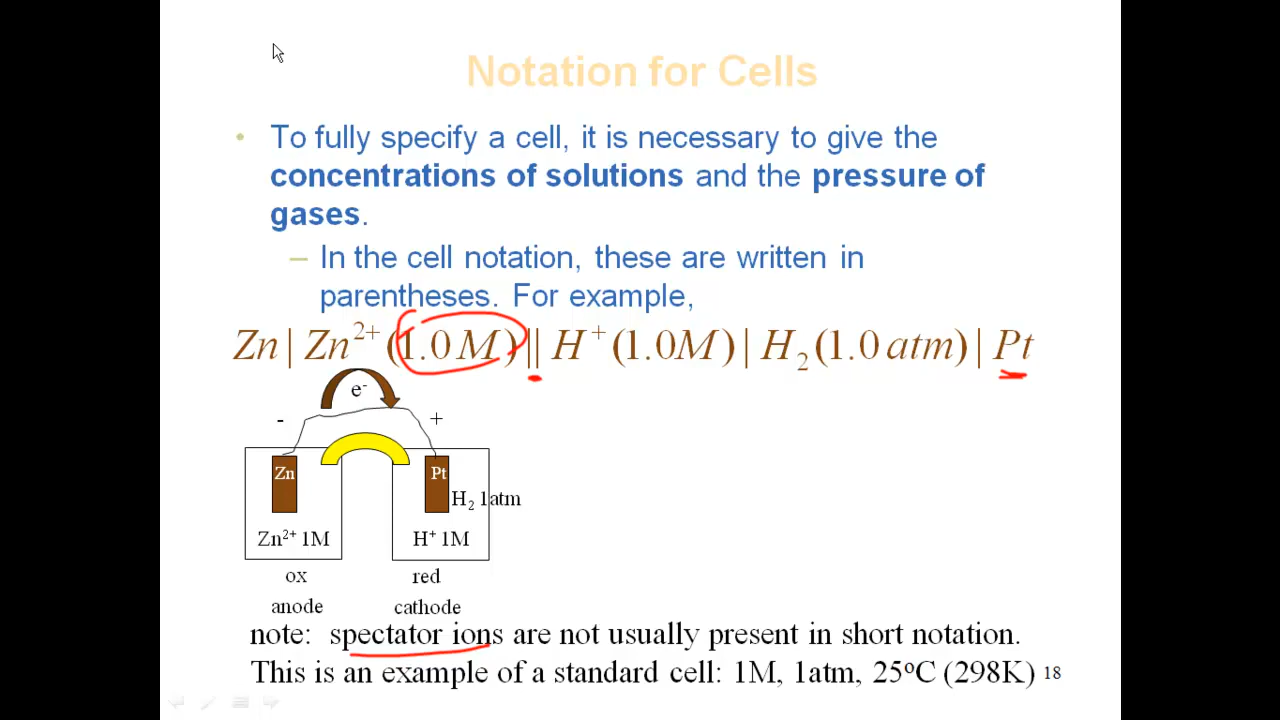 Notation for Cells
• To fully specify a cell, it is necessary to give the
concentrations of solutions and the pressure of
gases.
– In the cell notation, these are written in
parentheses. For example,
Zn | Zn²⁺(1.0 M) || H⁺(1.0M) | H₂(1.0 atm) | Pt
e⁻
- +
Zn Pt
H₂ 1atm
Zn²⁺ 1M H⁺ 1M
ox red
anode cathode
note: spectator ions are not usually present in short notation.
This is an example of a standard cell: 1M, 1atm, 25°C (298K) 18